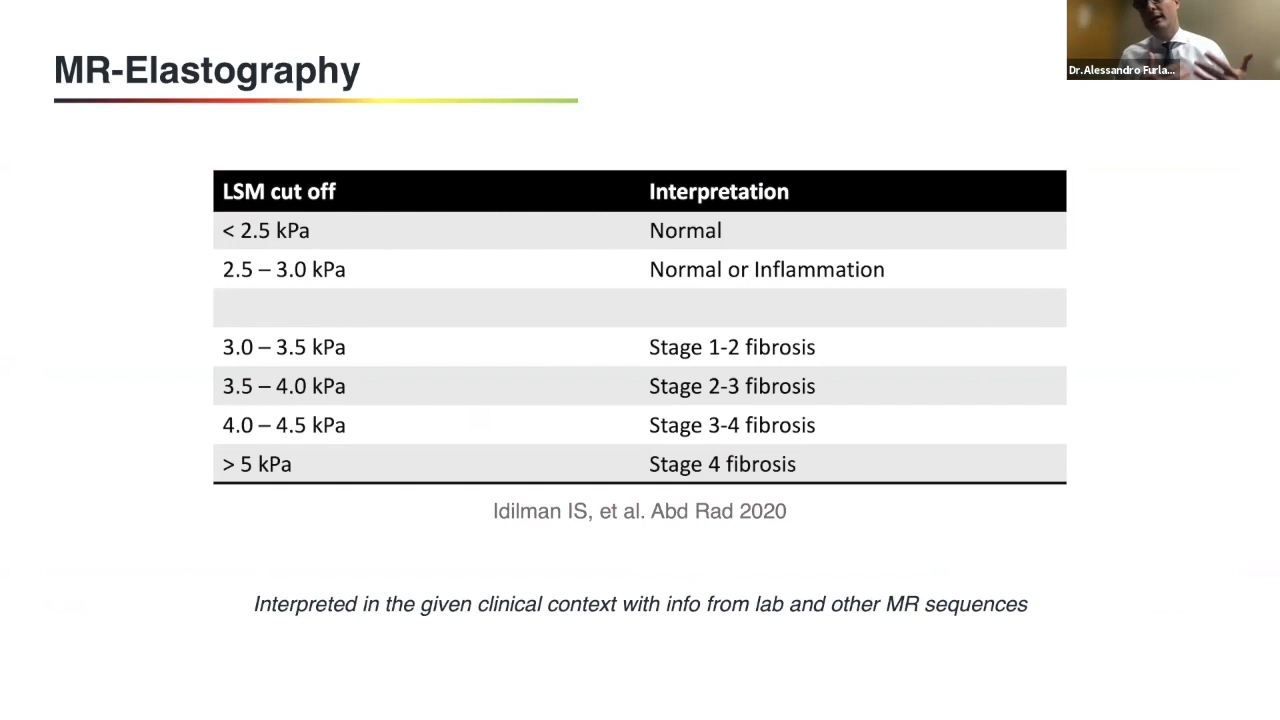 MR-Elastography
Dr.Alessandro Furla...
LSM cut off Interpretation
< 2.5 kPa Normal
2.5 – 3.0 kPa Normal or Inflammation
3.0 – 3.5 kPa Stage 1-2 fibrosis
3.5 – 4.0 kPa Stage 2-3 fibrosis
4.0 – 4.5 kPa Stage 3-4 fibrosis
> 5 kPa Stage 4 fibrosis
Idilman IS, et al. Abd Rad 2020
Interpreted in the given clinical context with info from lab and other MR sequences